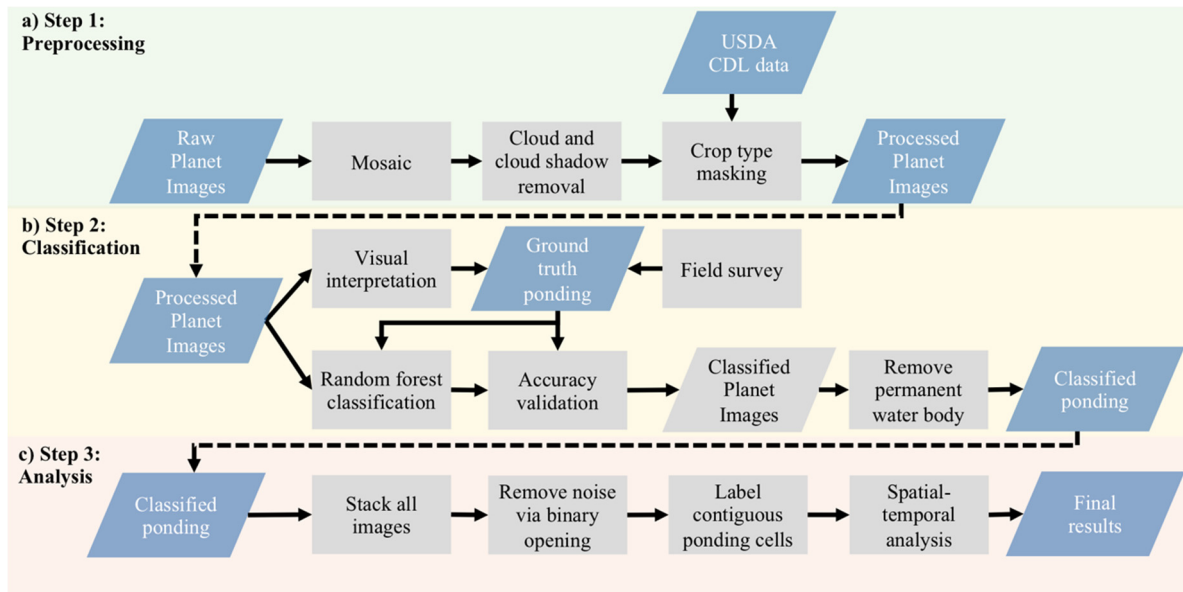 a) Step 1:
Preprocessing
USDA
CDL data
Raw
Planet
Images
Mosaic
Cloud and
cloud shadow
removal
Crop type
masking
Processed
Planet
Images
b) Step 2:
Classification
Visual
interpretation
Ground
truth
ponding
Field survey
Processed
Planet
Images
Random forest
classification
Accuracy
validation
Classified
Planet
Images
Remove
permanent
water body
Classified
ponding
c) Step 3:
Analysis
Classified
ponding
Stack all
images
Remove noise
via binary
opening
Label
contiguous
ponding cells
Spatial-
temporal
analysis
Final
results